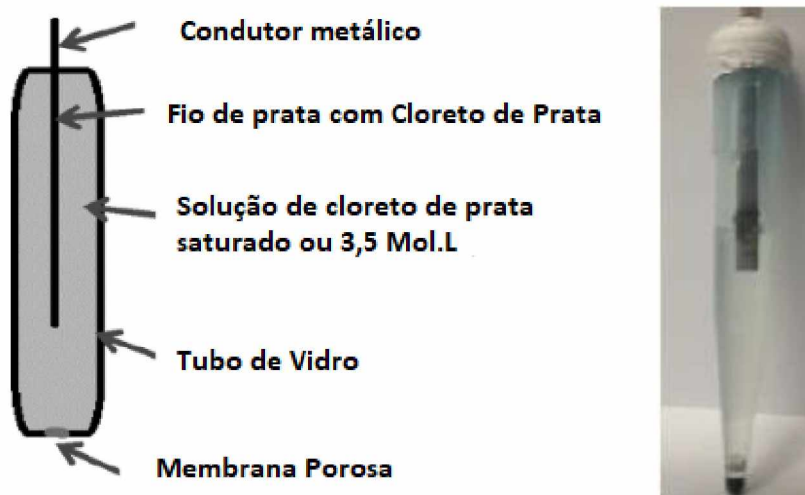 Condutor metálico
Fio de prata com Cloreto de Prata
Solução de cloreto de prata
saturado ou 3,5 Mol.L
Tubo de Vidro
Membrana Porosa